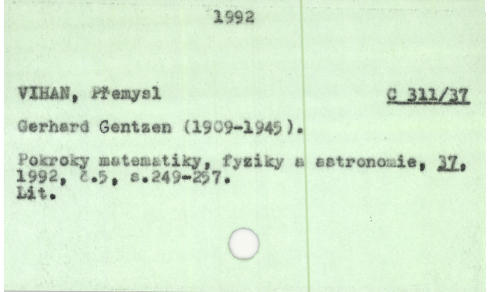 1992
VIHAN, Přemysl C 311/37
Gerhard Gentzen (1909-1945).
Pokroky matematiky, fyziky a astronomie, 37,
1992, č.5, s.249-257.
Lit.